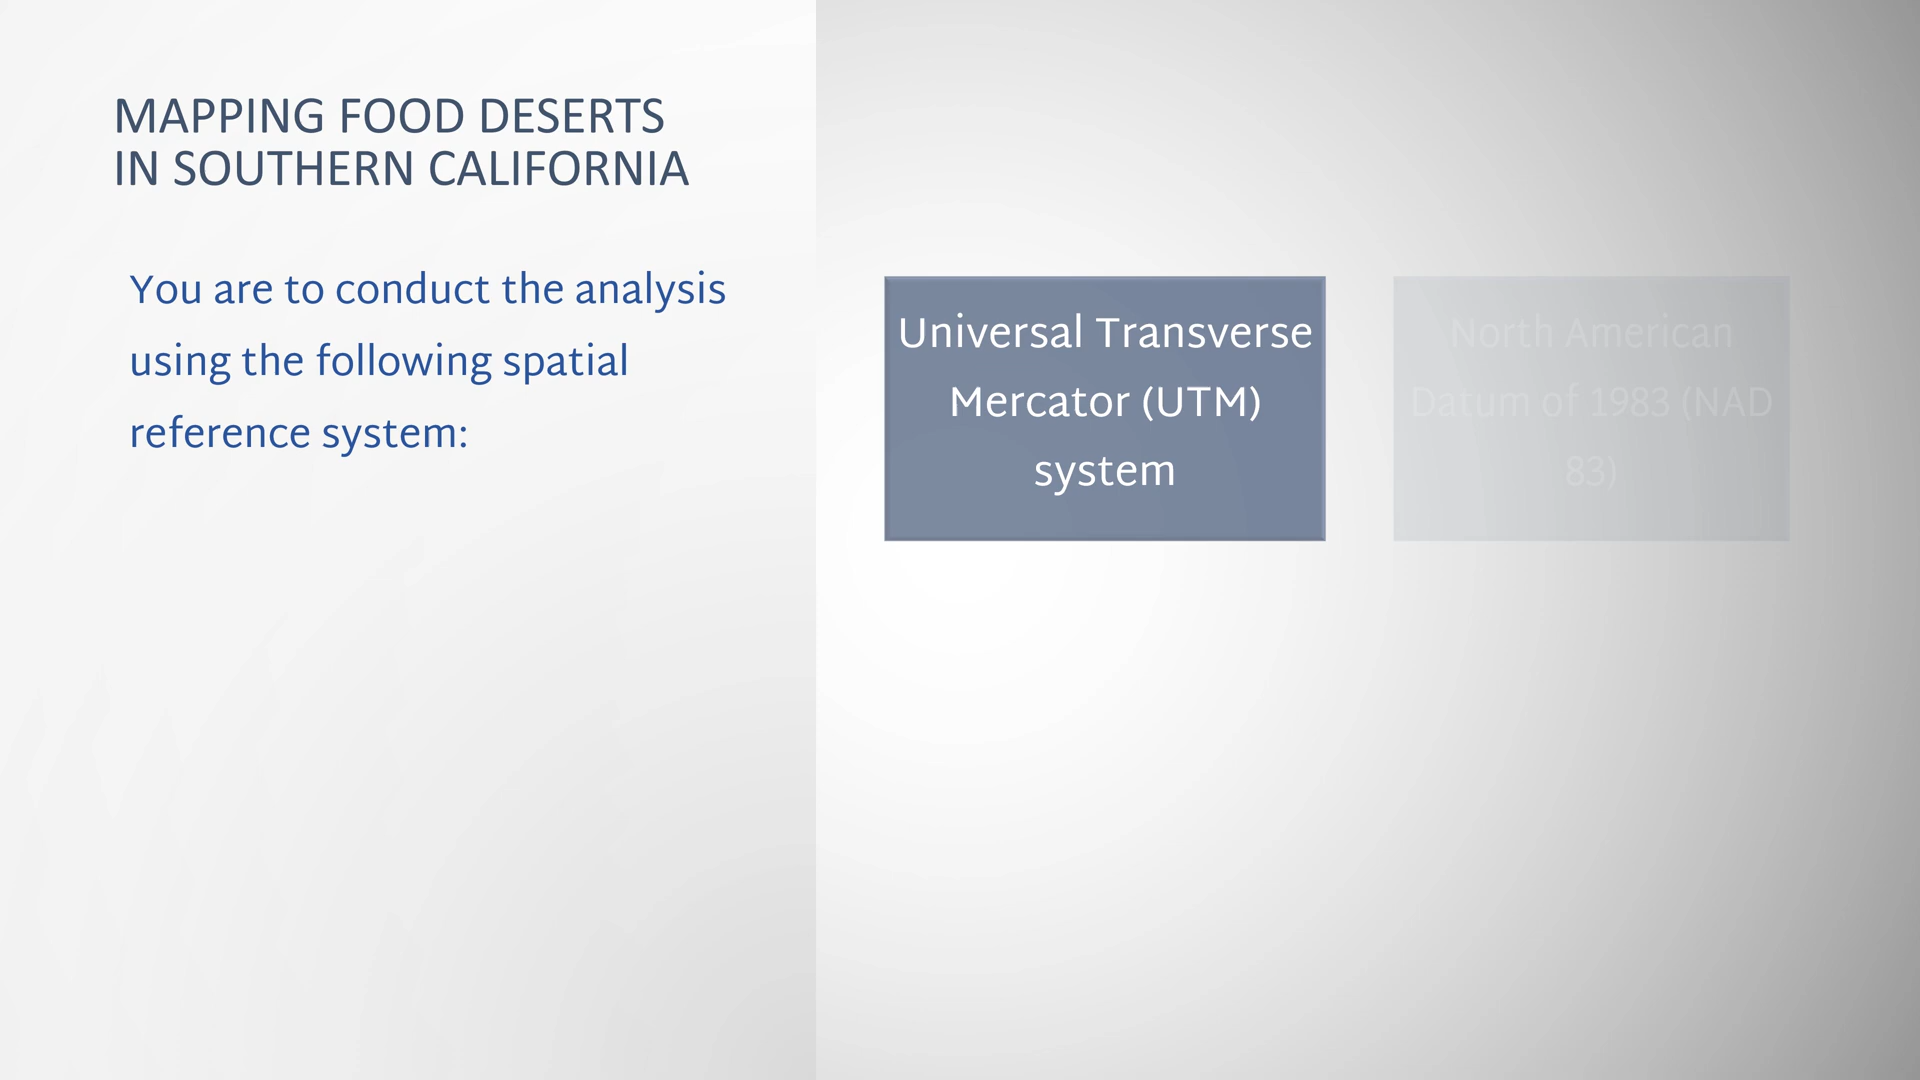 MAPPING FOOD DESERTS
IN SOUTHERN CALIFORNIA
You are to conduct the analysis
using the following spatial
reference system:
Universal Transverse
Mercator (UTM)
system
North American
Datum of 1983 (NAD
83)